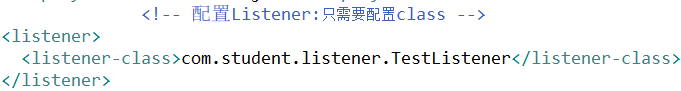 <!-- 配置Listener:只需要配置class -->
<listener>
<listener-class>com.student.listener.TestListener</listener-class>
</listener>